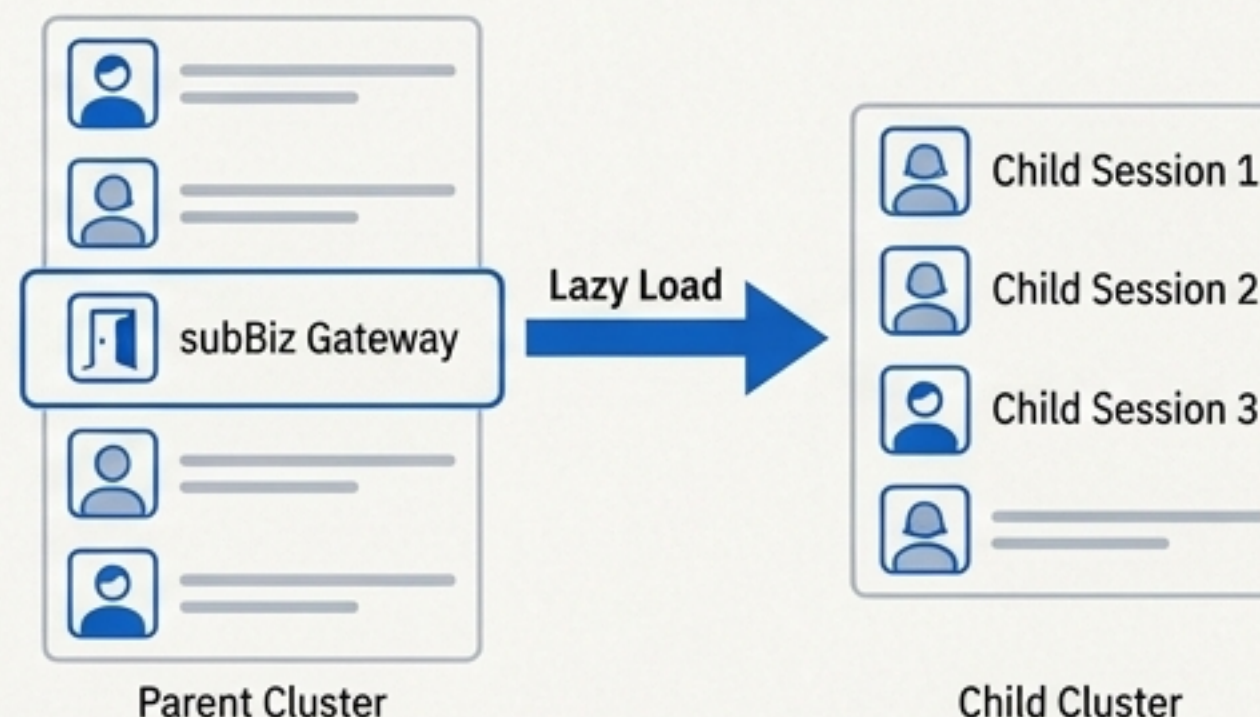 subBiz Gateway
Parent Cluster
Lazy Load
Child Session 1
Child Session 2
Child Session 3
Child Cluster